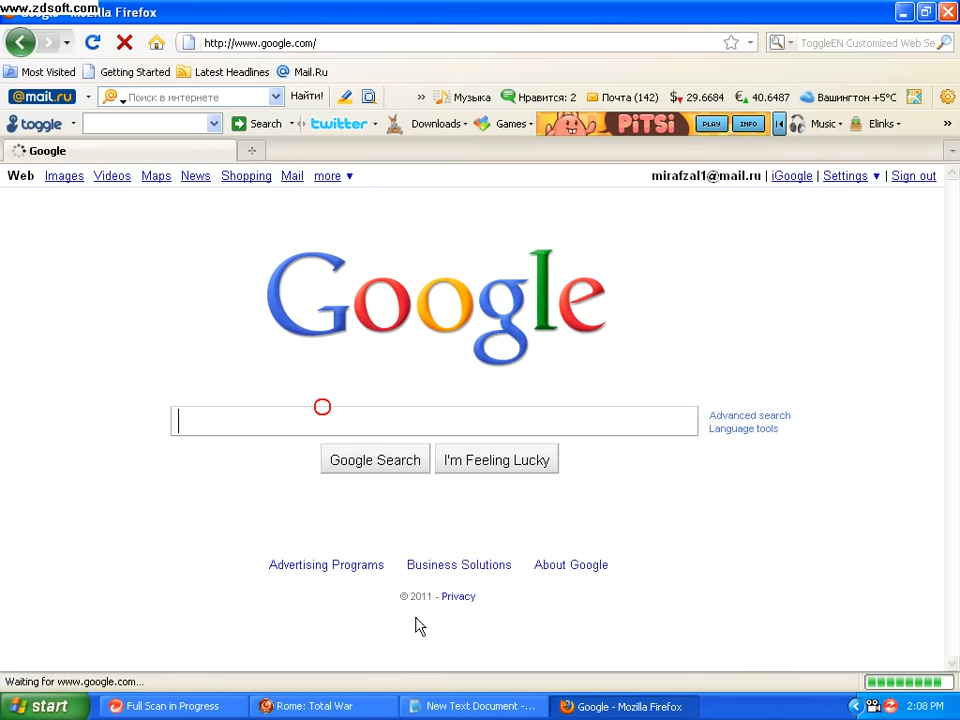 www.zdsoft.com
Google - Mozilla Firefox
http://www.google.com/
ToggleEN Customized Web Se
Most Visited Getting Started Latest Headlines Mail.Ru
@mail.ru Поиск в интернете Найти! » Музыка Нравится: 2 Почта (142) $ 29.6684 € 40.6487 Вашингтон +5°C
toggle Search twitter Downloads Games PiTSi PLAY INFO Music Elinks »
Google
Web Images Videos Maps News Shopping Mail more ▼ mirafzal1@mail.ru | iGoogle | Settings ▼ | Sign out
Google
Advanced search
Language tools
Google Search I'm Feeling Lucky
Advertising Programs Business Solutions About Google
© 2011 - Privacy
Waiting for www.google.com...
start Full Scan in Progress Rome: Total War New Text Document -... Google - Mozilla Firefox 2:08 PM